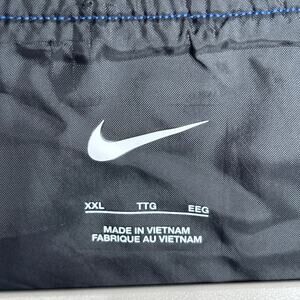 XXL TTG EEG
MADE IN VIETNAM
FABRIQUE AU VIETNAM